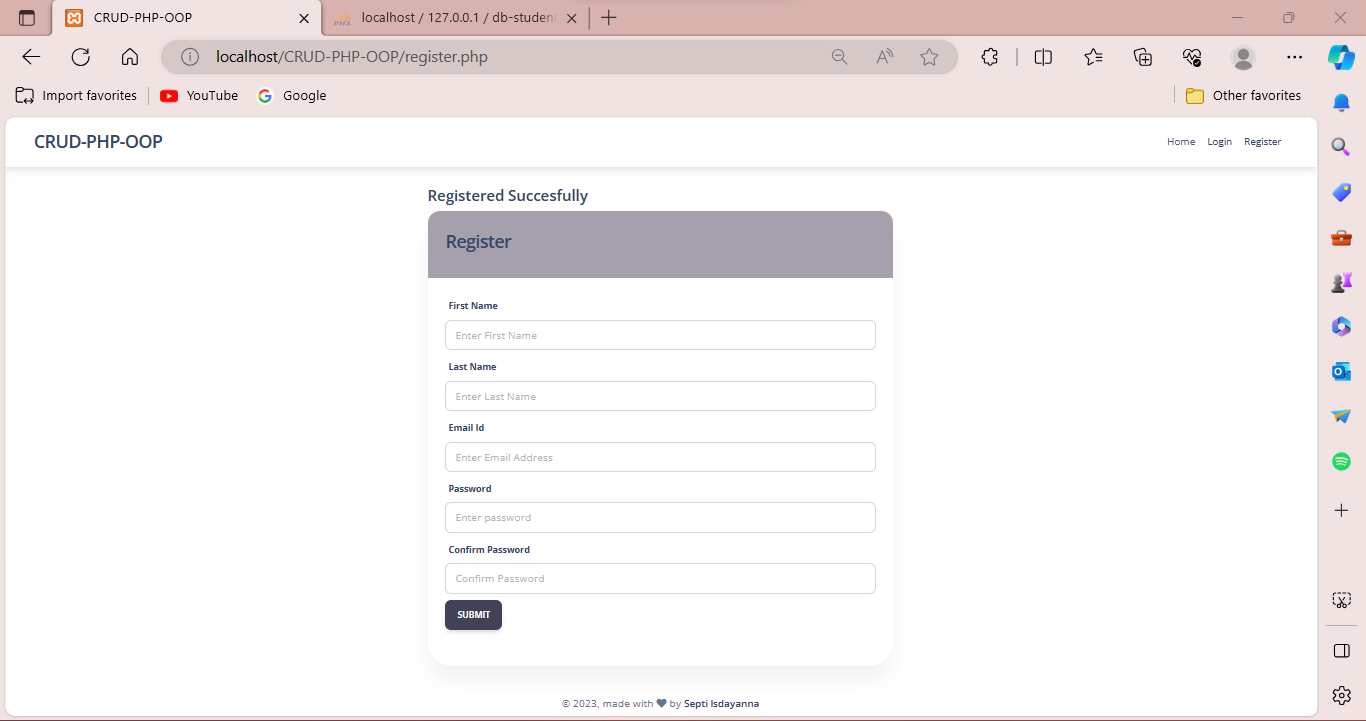 CRUD-PHP-OOP
localhost / 127.0.0.1 / db-student
localhost/CRUD-PHP-OOP/register.php
Import favorites
YouTube
Google
Other favorites
CRUD-PHP-OOP
Home Login Register
Registered Succesfully
Register
First Name
Enter First Name
Last Name
Enter Last Name
Email Id
Enter Email Address
Password
Enter password
Confirm Password
Confirm Password
SUBMIT
© 2023, made with by Septi Isdayanna